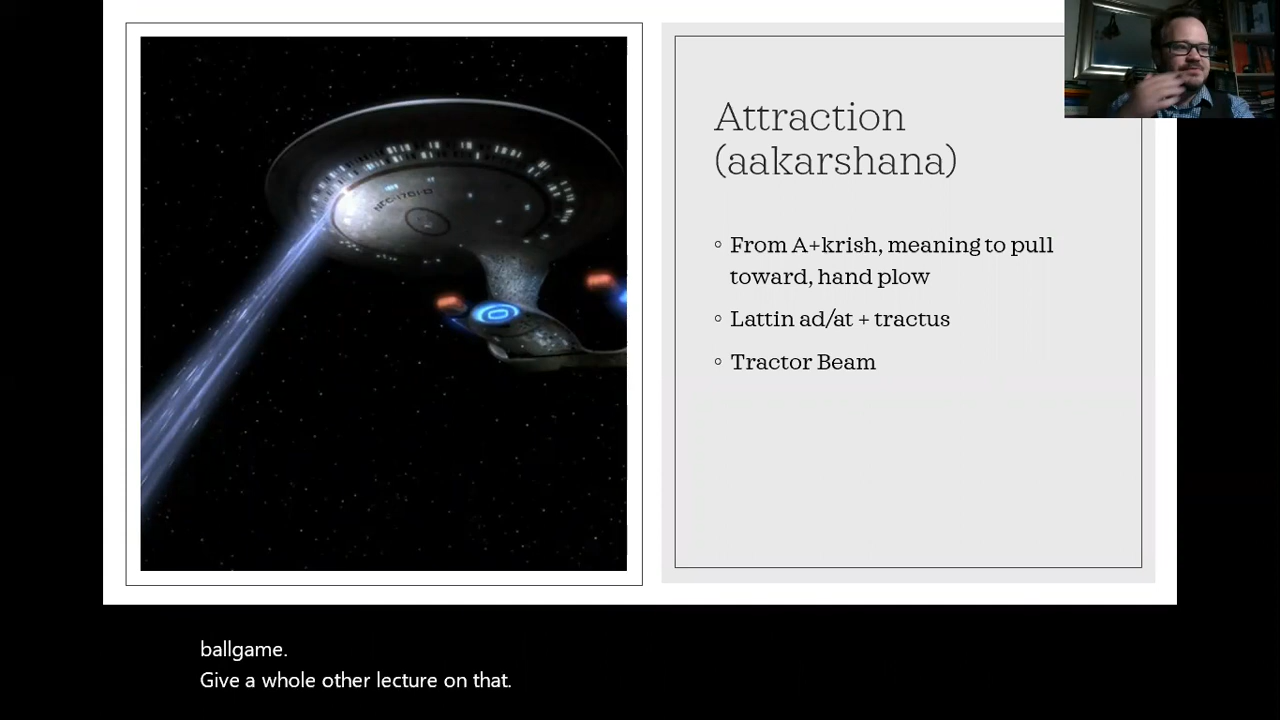 Attraction
(aakarshana)
◦ From A+krish, meaning to pull
toward, hand plow
◦ Lattin ad/at + tractus
◦ Tractor Beam
ballgame.
Give a whole other lecture on that.